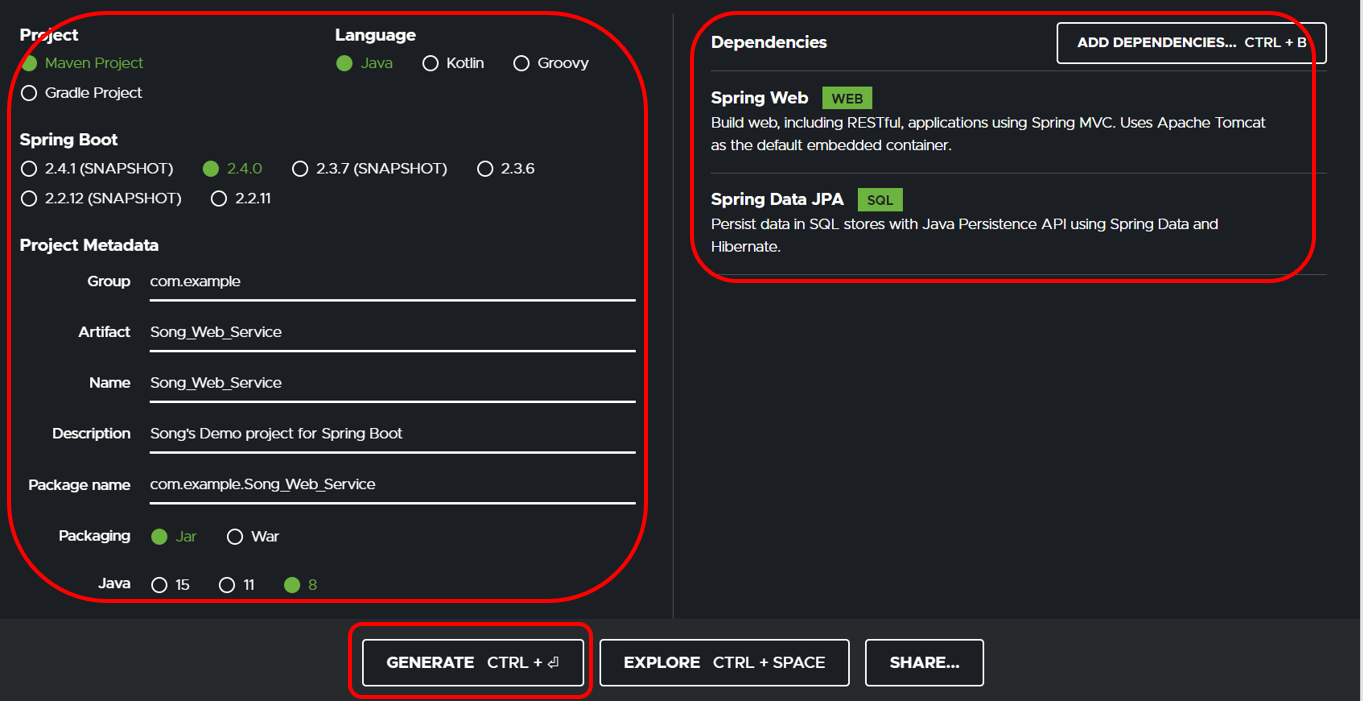 Project
Maven Project
Gradle Project
Language
Java Kotlin Groovy
Spring Boot
2.4.1 (SNAPSHOT) 2.4.0 2.3.7 (SNAPSHOT) 2.3.6
2.2.12 (SNAPSHOT) 2.2.11
Project Metadata
Group com.example
Artifact Song_Web_Service
Name Song_Web_Service
Description Song's Demo project for Spring Boot
Package name com.example.Song_Web_Service
Packaging Jar War
Java 15 11 8
Dependencies
ADD DEPENDENCIES... CTRL + B
Spring Web WEB
Build web, including RESTful, applications using Spring MVC. Uses Apache Tomcat
as the default embedded container.
Spring Data JPA SQL
Persist data in SQL stores with Java Persistence API using Spring Data and
Hibernate.
GENERATE CTRL + ⏎ EXPLORE CTRL + SPACE SHARE...